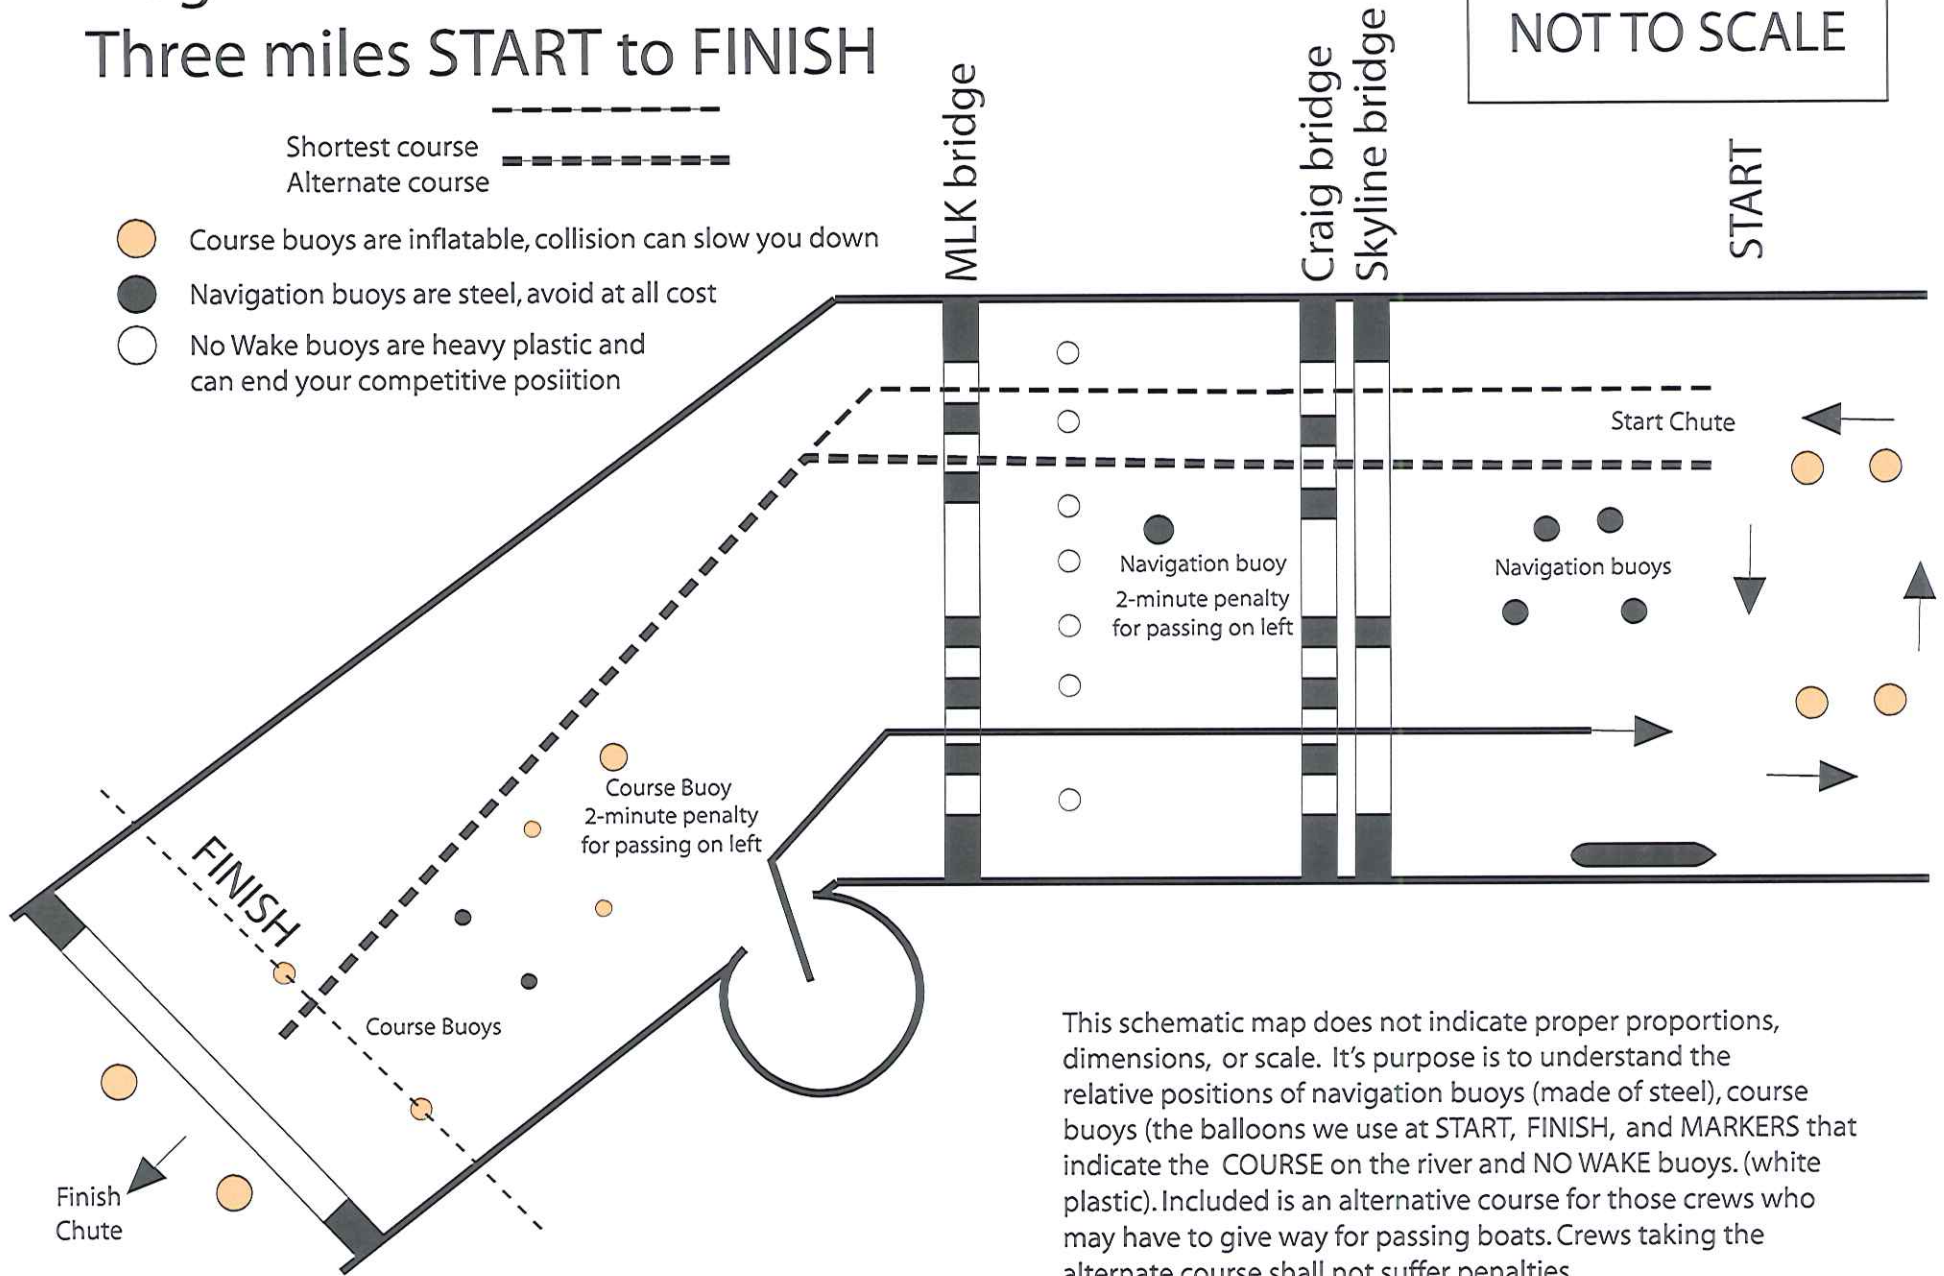 Three miles START to FINISH
NOT TO SCALE
Shortest course
Alternate course
Course buoys are inflatable, collision can slow you down
Navigation buoys are steel, avoid at all cost
No Wake buoys are heavy plastic and
can end your competitive posiition
MLK bridge
Craig bridge
Skyline bridge
START
Start Chute
Navigation buoy
2-minute penalty
for passing on left
Navigation buoys
Course Buoy
2-minute penalty
for passing on left
FINISH
Course Buoys
Finish
Chute
This schematic map does not indicate proper proportions,
dimensions, or scale. It's purpose is to understand the
relative positions of navigation buoys (made of steel), course
buoys (the balloons we use at START, FINISH, and MARKERS that
indicate the COURSE on the river and NO WAKE buoys. (white
plastic). Included is an alternative course for those crews who
may have to give way for passing boats. Crews taking the
alternate course shall not suffer penalties